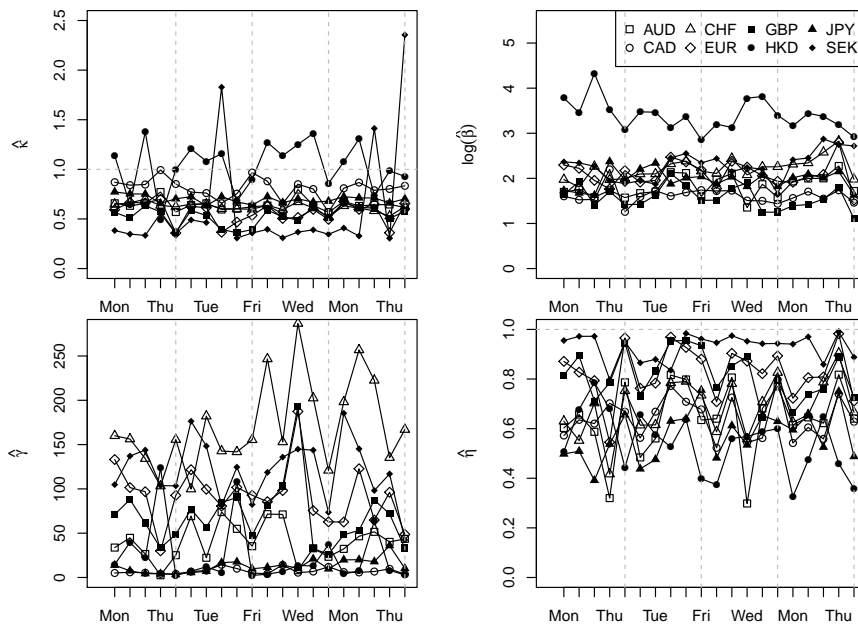 0.0 0.5 1.0 1.5 2.0 2.5
κ̂
Mon Thu Tue Fri Wed Mon Thu
0 1 2 3 4 5
log(β̂)
AUD CHF GBP JPY
CAD EUR HKD SEK
Mon Thu Tue Fri Wed Mon Thu
0 50 100 150 200 250
γ̂
Mon Thu Tue Fri Wed Mon Thu
0.0 0.2 0.4 0.6 0.8 1.0
η̂
Mon Thu Tue Fri Wed Mon Thu